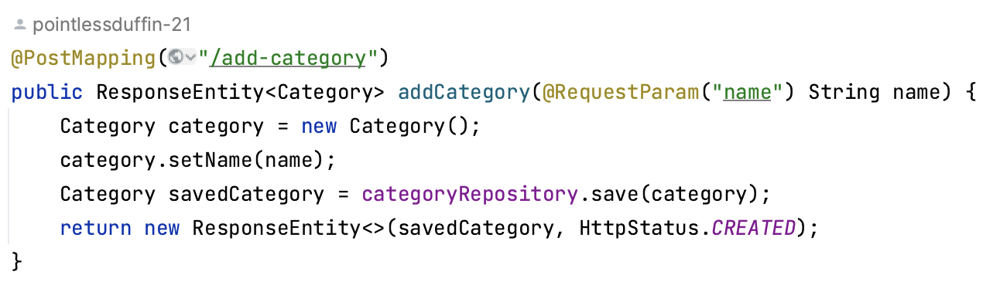 pointlessduffin-21
@PostMapping("/add-category")
public ResponseEntity<Category> addCategory(@RequestParam("name") String name) {
    Category category = new Category();
    category.setName(name);
    Category savedCategory = categoryRepository.save(category);
    return new ResponseEntity<>(savedCategory, HttpStatus.CREATED);
}